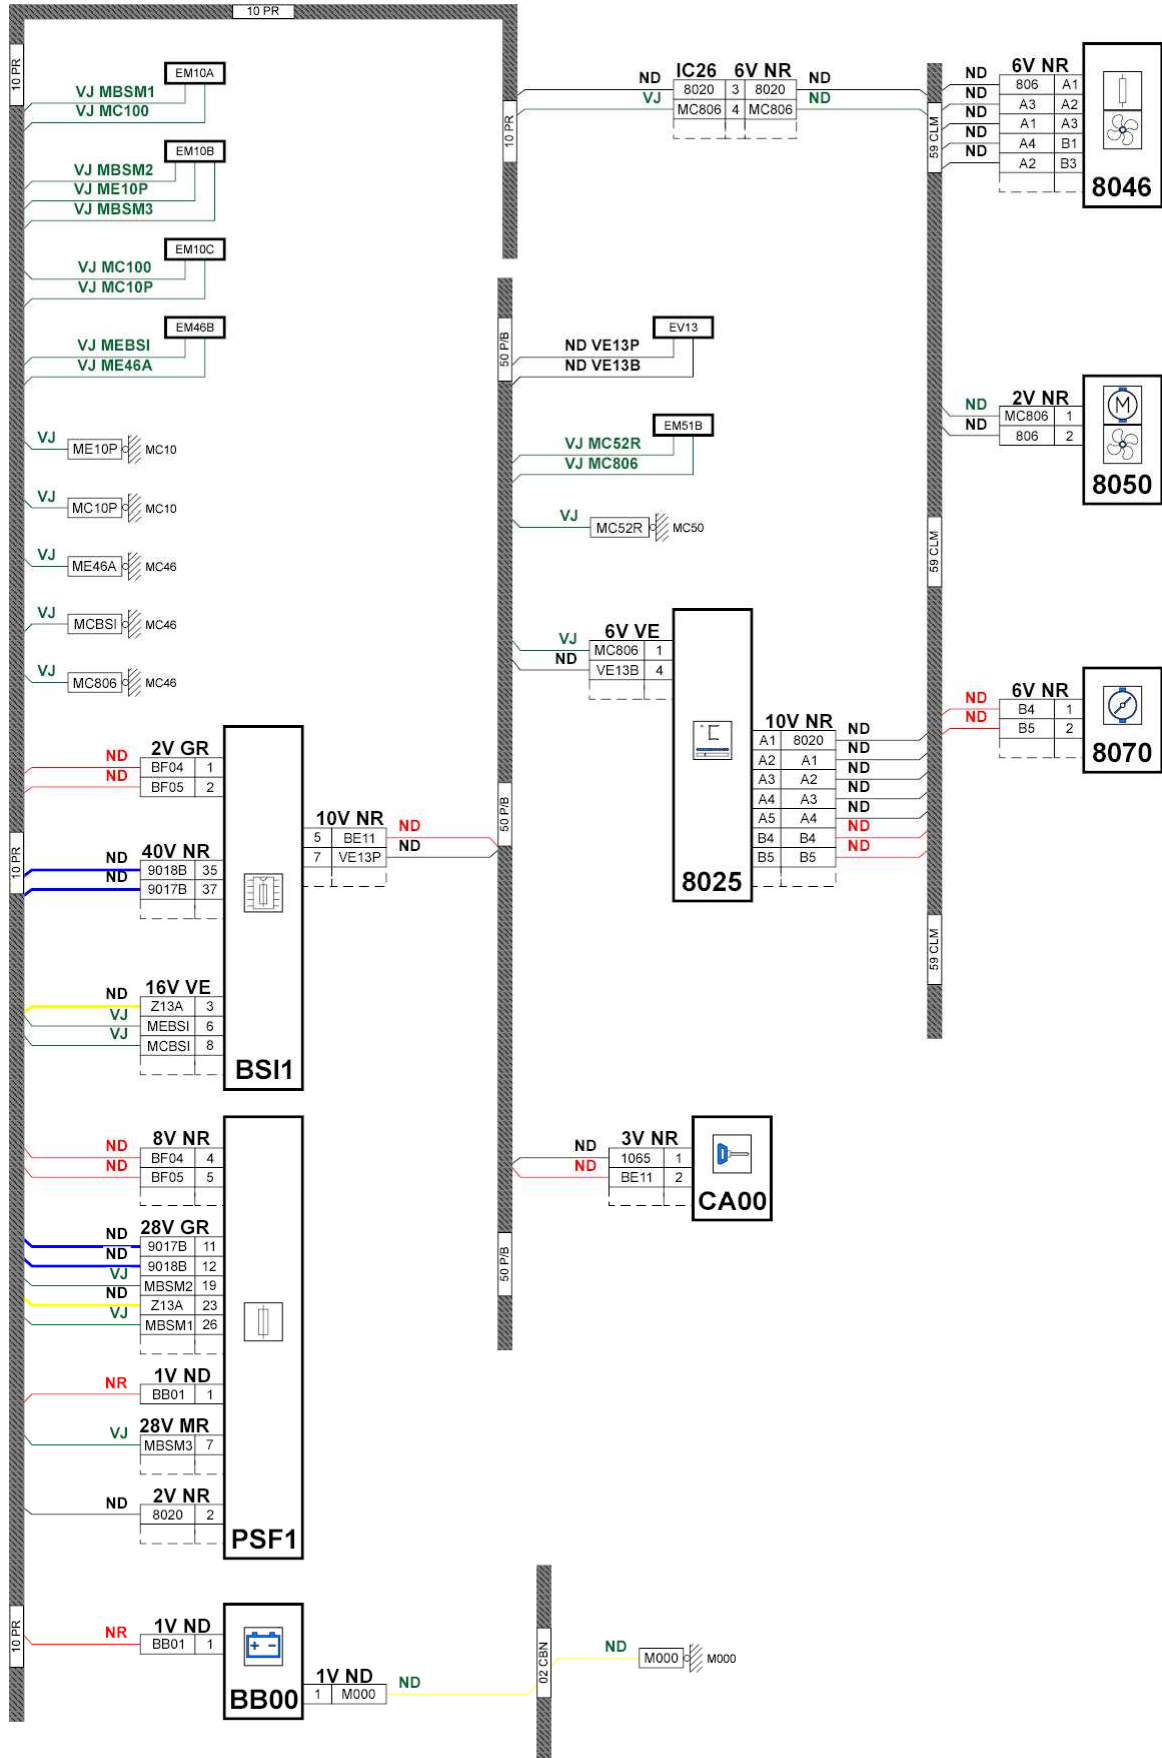 10 PR
10 PR
EM10A
VJ MBSM1
VJ MC100
EM10B
VJ MBSM2
VJ ME10P
VJ MBSM3
EM10C
VJ MC100
VJ MC10P
EM46B
VJ MEBSI
VJ ME46A
VJ ME10P MC10
VJ MC10P MC10
VJ ME46A MC46
VJ MCBSI MC46
VJ MC806 MC46
2V GR
ND BF04 1
ND BF05 2
10 PR
40V NR
ND 9018B 35
ND 9017B 37
16V VE
ND Z13A 3
VJ MEBSI 6
VJ MCBSI 8
BSI1
10V NR
5 BE11 ND
7 VE13P ND
8V NR
ND BF04 4
ND BF05 5
28V GR
ND 9017B 11
ND 9018B 12
VJ MBSM2 19
ND Z13A 23
VJ MBSM1 26
1V ND
NR BB01 1
28V MR
VJ MBSM3 7
2V NR
ND 8020 2
PSF1
10 PR
1V ND
NR BB01 1
BB00
1V ND
1 M000 ND
02 CBN
ND M000 M000
10 PR
IC26 6V NR
ND 8020 3 8020 ND
VJ MC806 4 MC806 ND
50 P/B
EV13
ND VE13P
ND VE13B
EM51B
VJ MC52R
VJ MC806
VJ MC52R MC50
6V VE
VJ MC806 1
ND VE13B 4
°C
8025
10V NR
A1 8020 ND
A2 A1 ND
A3 A2 ND
A4 A3 ND
A5 A4 ND
B4 B4 ND
B5 B5 ND
50 P/B
3V NR
ND 1065 1
ND BE11 2
CA00
50 P/B
59 CLM
6V NR
ND 806 A1
ND A3 A2
ND A1 A3
ND A4 B1
ND A2 B3
8046
2V NR
ND MC806 1
ND 806 2
M
8050
59 CLM
6V NR
ND B4 1
ND B5 2
8070
59 CLM